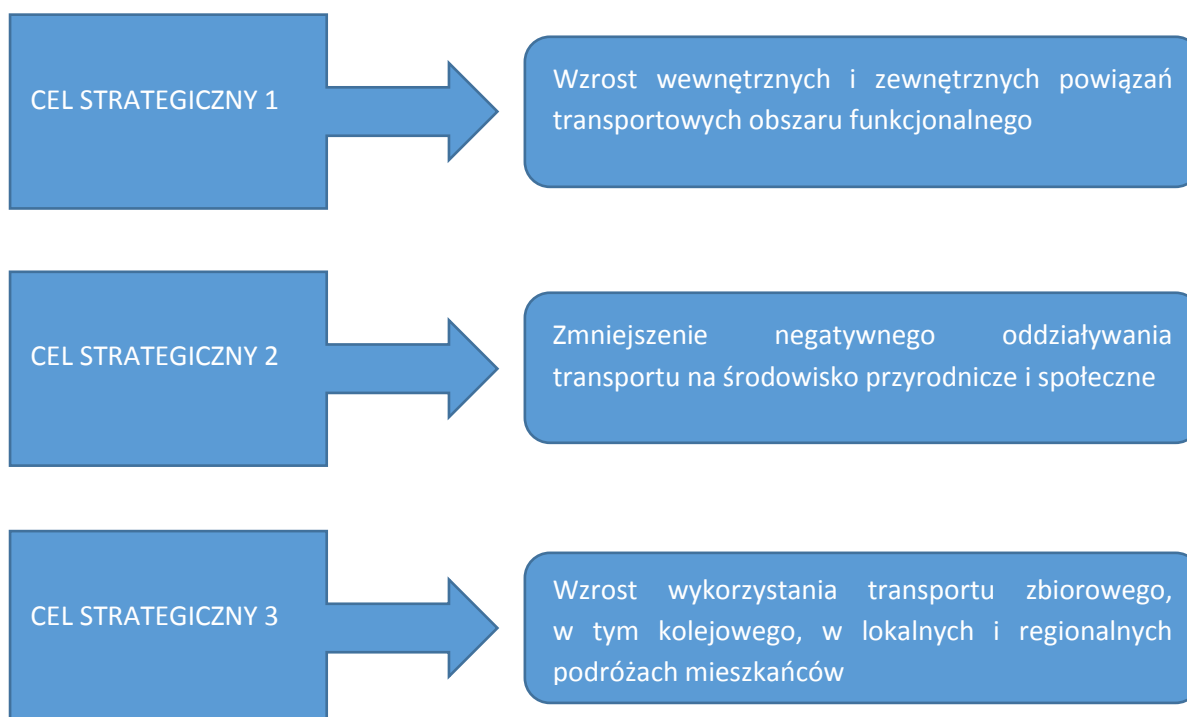 CEL STRATEGICZNY 1
Wzrost wewnętrznych i zewnętrznych powiązań
transportowych obszaru funkcjonalnego
CEL STRATEGICZNY 2
Zmniejszenie negatywnego oddziaływania
transportu na środowisko przyrodnicze i społeczne
CEL STRATEGICZNY 3
Wzrost wykorzystania transportu zbiorowego,
w tym kolejowego, w lokalnych i regionalnych
podróżach mieszkańców